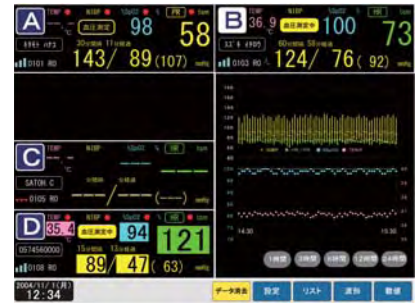 A
TEMP NIBP %SpO2 PR bpm
--.- ℃ 血圧測定 98 58
30分間隔 11分経過
0101 RO 143/ 89 (107) mmHg
B
TEMP NIBP %SpO2 HR bpm
36.9 ℃ 血圧測定中 100 73
60分間隔 58分経過
0103 RO 124/ 76 ( 92) mmHg
C
TEMP NIBP %SpO2 HR bpm
--.- ℃ --- ---
SATOH C 分間隔 分経過
0105 RO ---/--- (---) mmHg
D
TEMP NIBP %SpO2 HR bpm
35.4 ℃ 血圧測定中 94 121
0574560000 15分間隔 13分経過
0108 RO 89/ 47 ( 63) mmHg
14:30 15:30
1時間 3時間 6時間 12時間 24時間
2004/11/ 1(月)
12:34
データ消去 設定 リスト 波形 数値